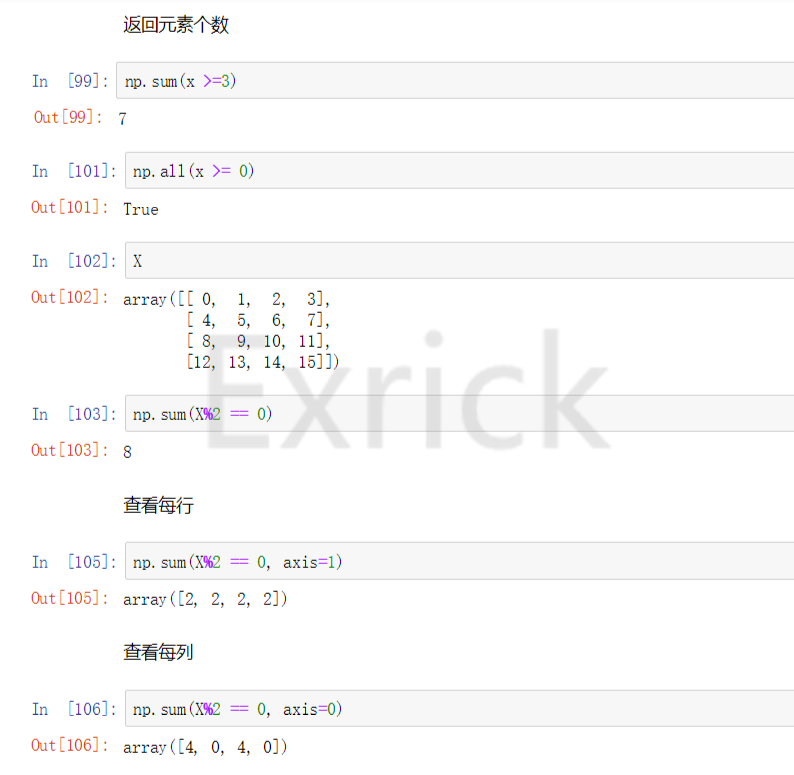 返回元素个数
In [99]: np.sum(x >=3)
Out[99]: 7
In [101]: np.all(x >= 0)
Out[101]: True
In [102]: X
Out[102]: array([[ 0, 1, 2, 3],
[ 4, 5, 6, 7],
[ 8, 9, 10, 11],
[12, 13, 14, 15]])
Exrick
In [103]: np.sum(X%2 == 0)
Out[103]: 8
查看每行
In [105]: np.sum(X%2 == 0, axis=1)
Out[105]: array([2, 2, 2, 2])
查看每列
In [106]: np.sum(X%2 == 0, axis=0)
Out[106]: array([4, 0, 4, 0])